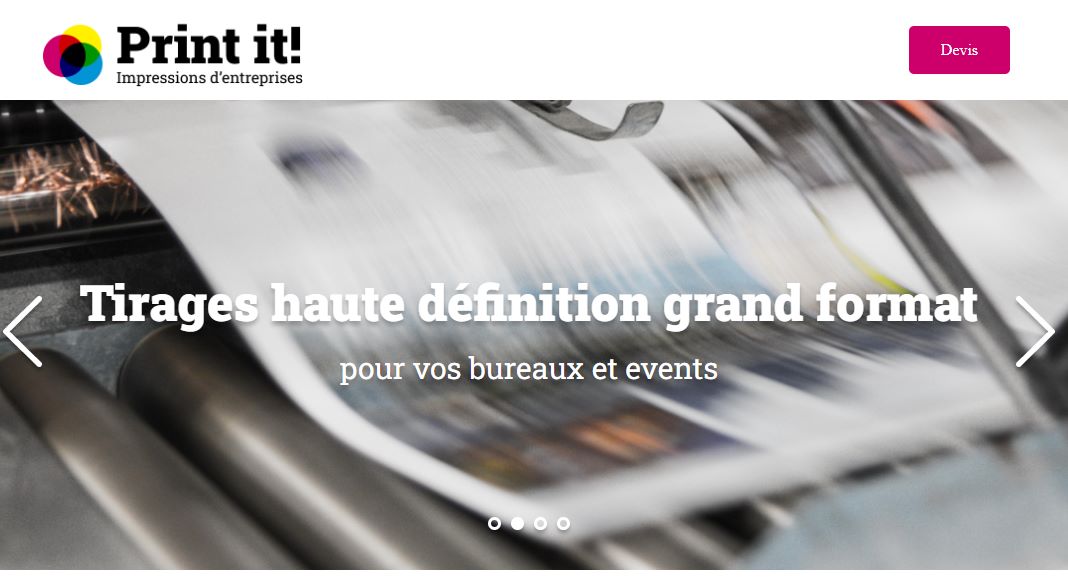 Print it!
Impressions d'entreprises
Devis
Tirages haute définition grand format
pour vos bureaux et events